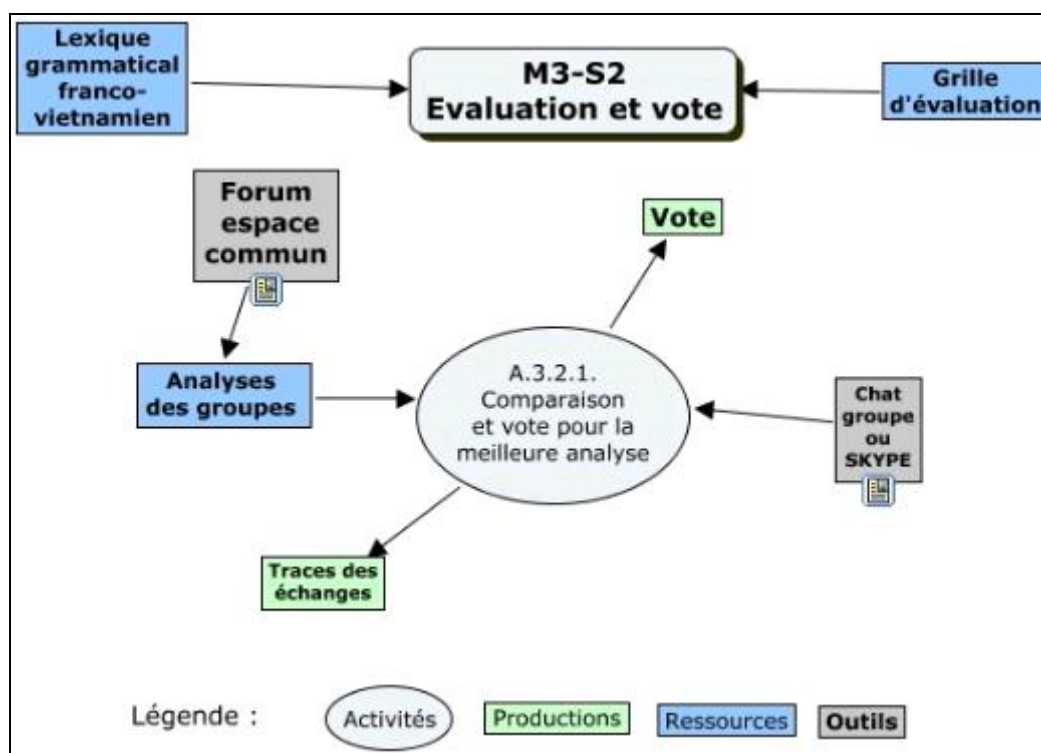 Lexique
grammatical
franco-
vietnamien
M3-S2
Evaluation et vote
Grille
d'évaluation
Forum
espace
commun
Vote
Analyses
des groupes
A.3.2.1.
Comparaison
et vote pour la
meilleure analyse
Chat
groupe
ou
SKYPE
Traces des
échanges
Légende :
Activités
Productions
Ressources
Outils